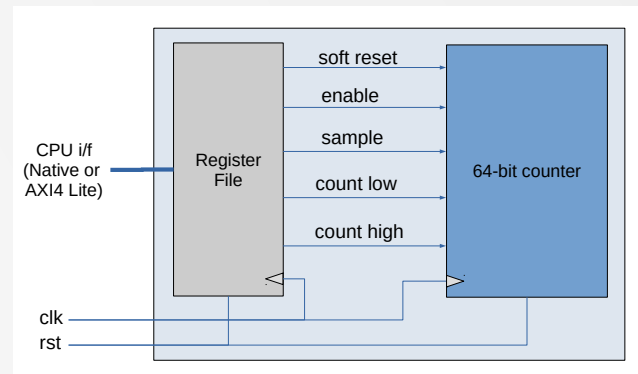 soft reset
enable
sample
count low
count high
CPU i/f
(Native or
AXI4 Lite)
Register
File
64-bit counter
clk
rst